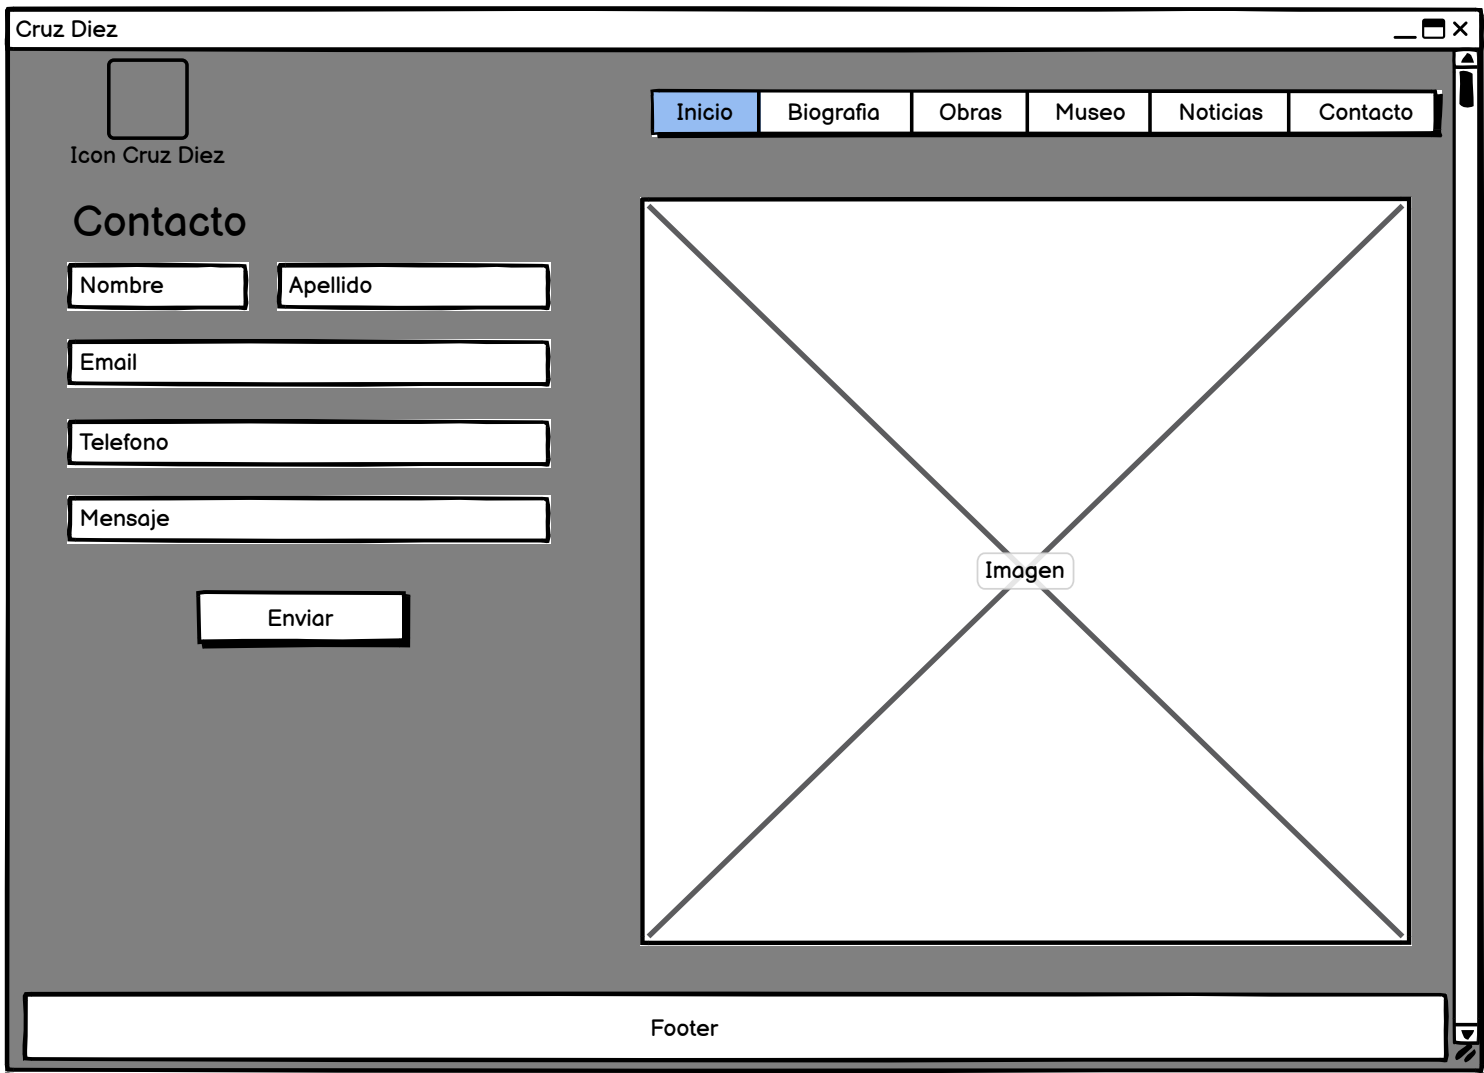 Cruz Diez
Inicio Biografia Obras Museo Noticias Contacto
Icon Cruz Diez
Contacto
Nombre Apellido
Email
Telefono
Mensaje
Enviar
Imagen
Footer